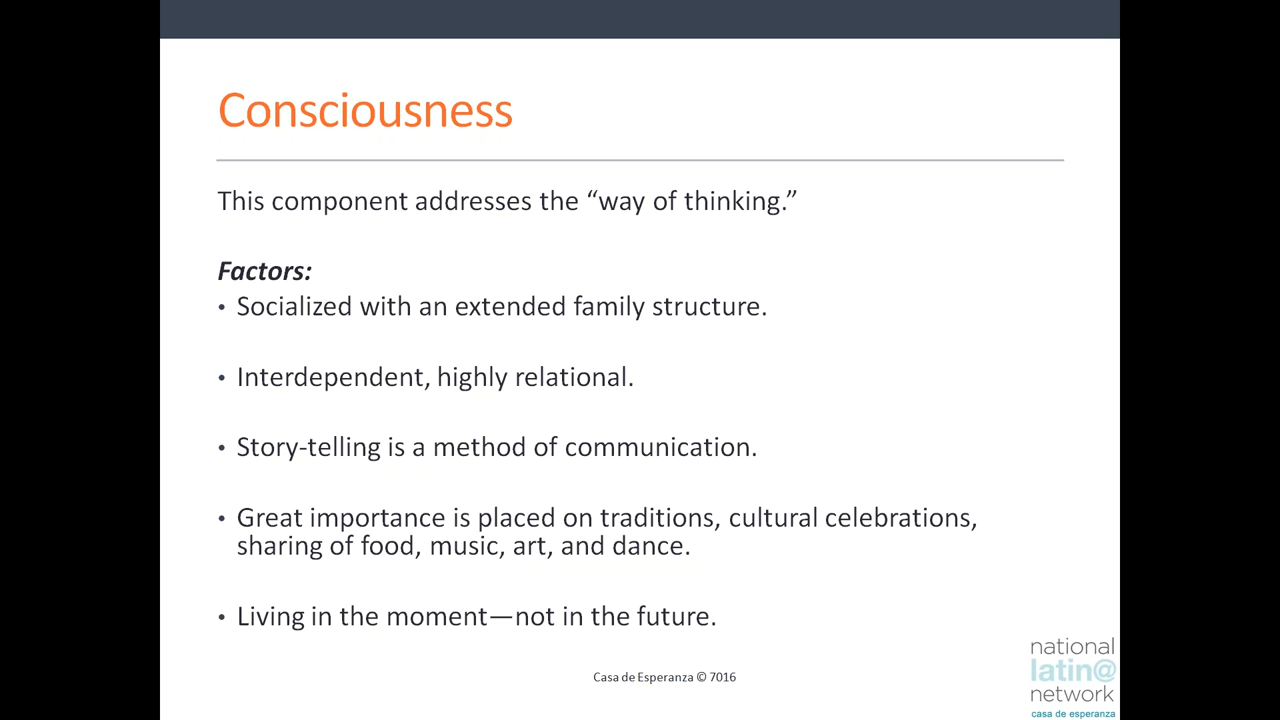 Consciousness
This component addresses the “way of thinking.”
Factors:
• Socialized with an extended family structure.
• Interdependent, highly relational.
• Story-telling is a method of communication.
• Great importance is placed on traditions, cultural celebrations,
sharing of food, music, art, and dance.
• Living in the moment—not in the future.
Casa de Esperanza © 7016
national
latin@
network
casa de esperanza